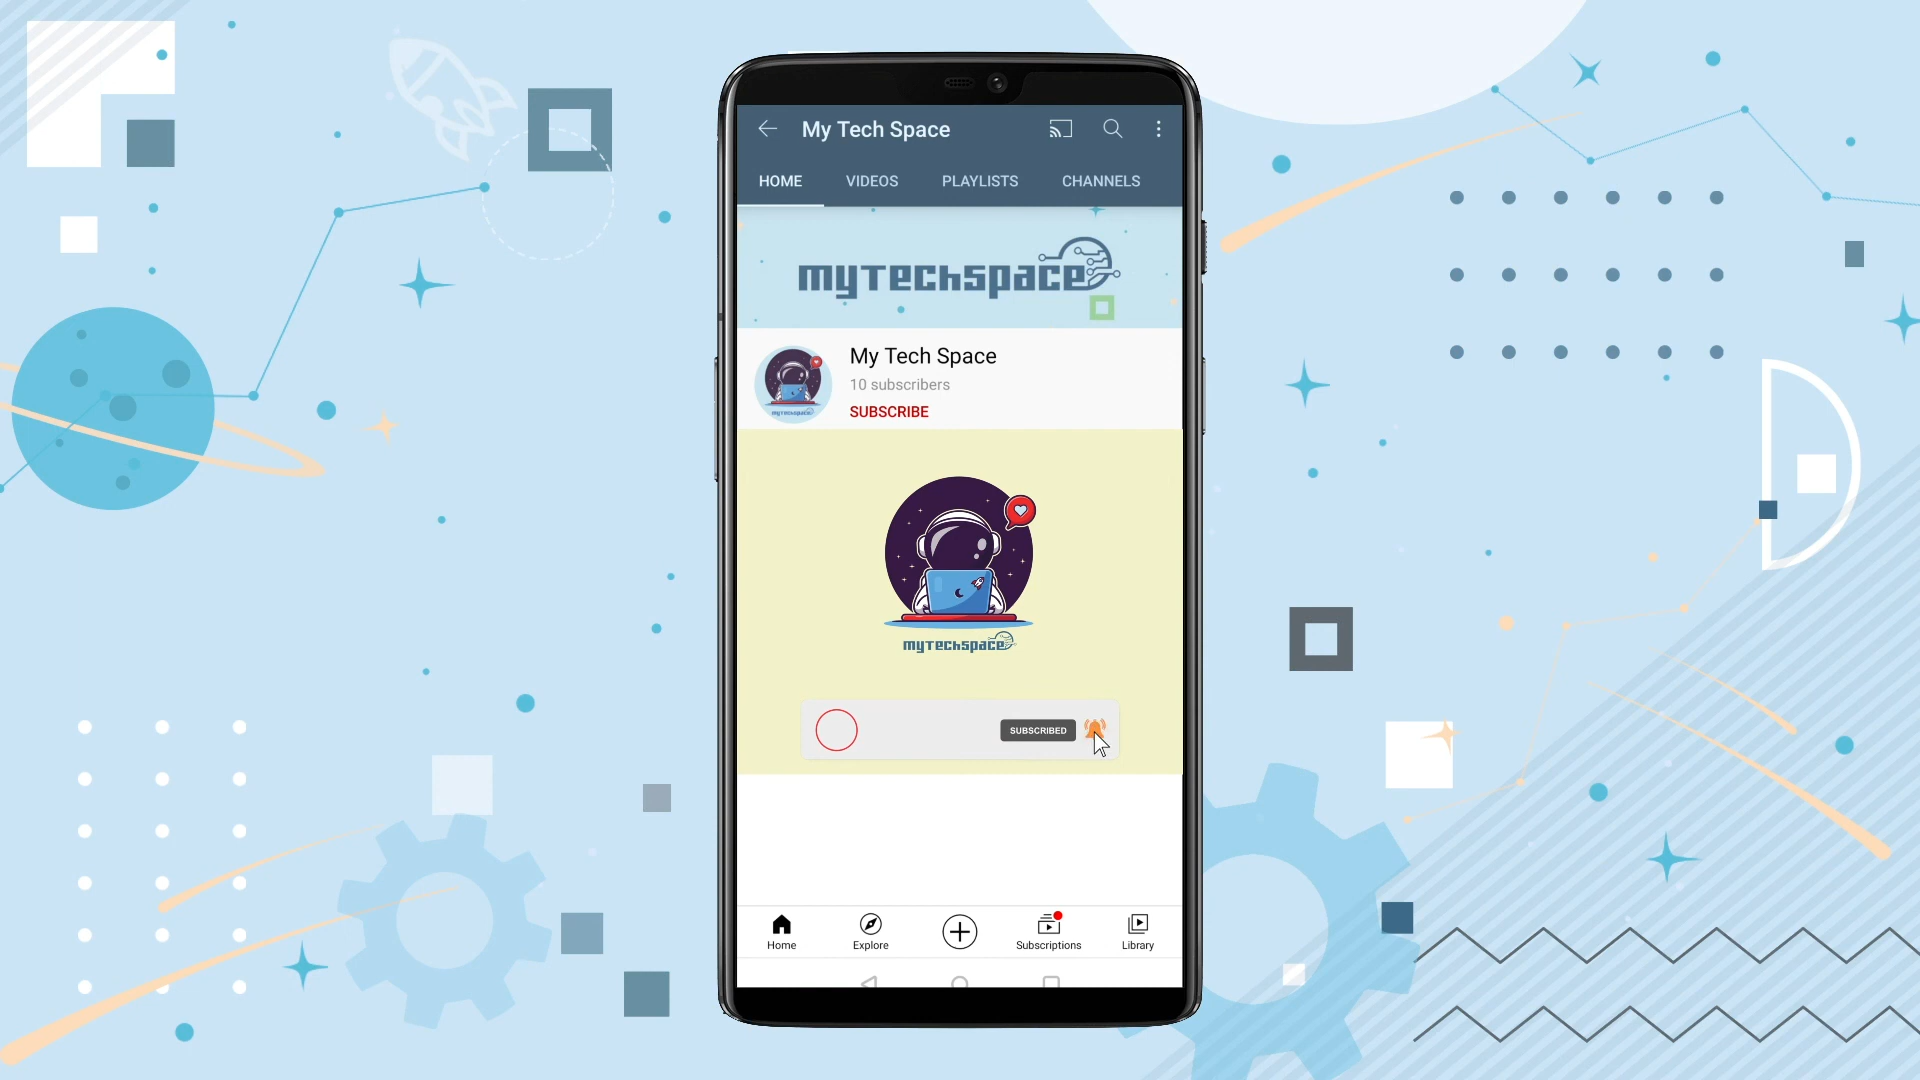 My Tech Space
HOME VIDEOS PLAYLISTS CHANNELS
myTechspace
My Tech Space
10 subscribers
SUBSCRIBE
myTechspace
myTechspace
SUBSCRIBED
Home Explore Subscriptions Library